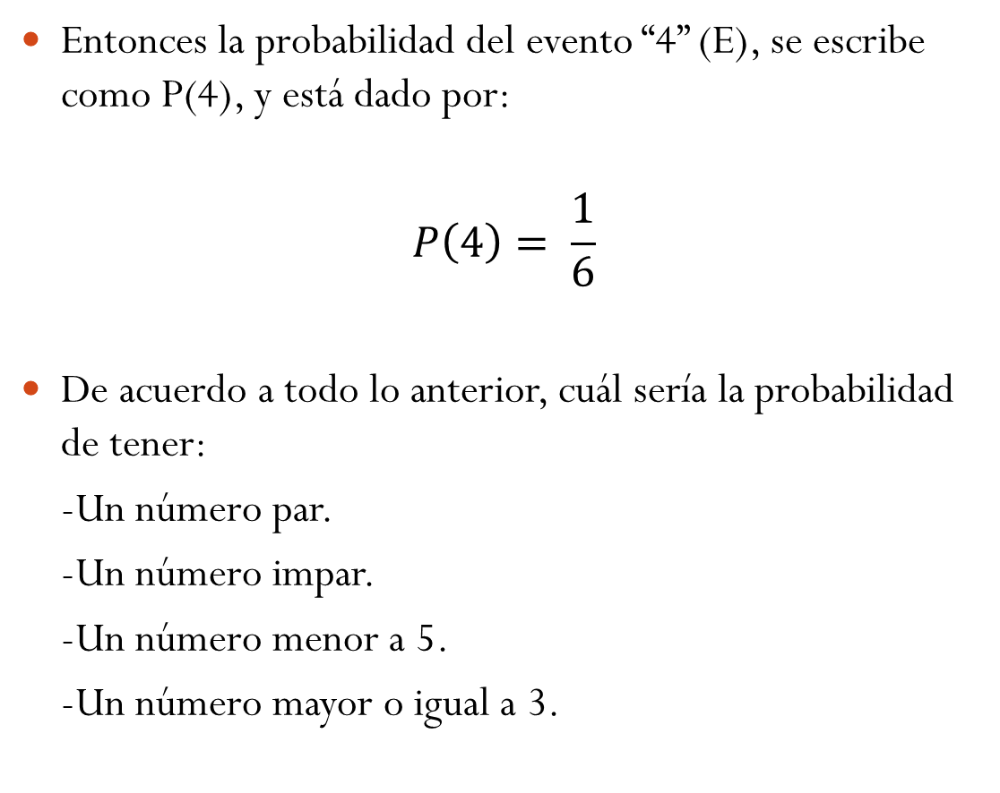 • Entonces la probabilidad del evento “4” (E), se escribe
como P(4), y está dado por:
P(4) = 1/6
• De acuerdo a todo lo anterior, cuál sería la probabilidad
de tener:
-Un número par.
-Un número impar.
-Un número menor a 5.
-Un número mayor o igual a 3.